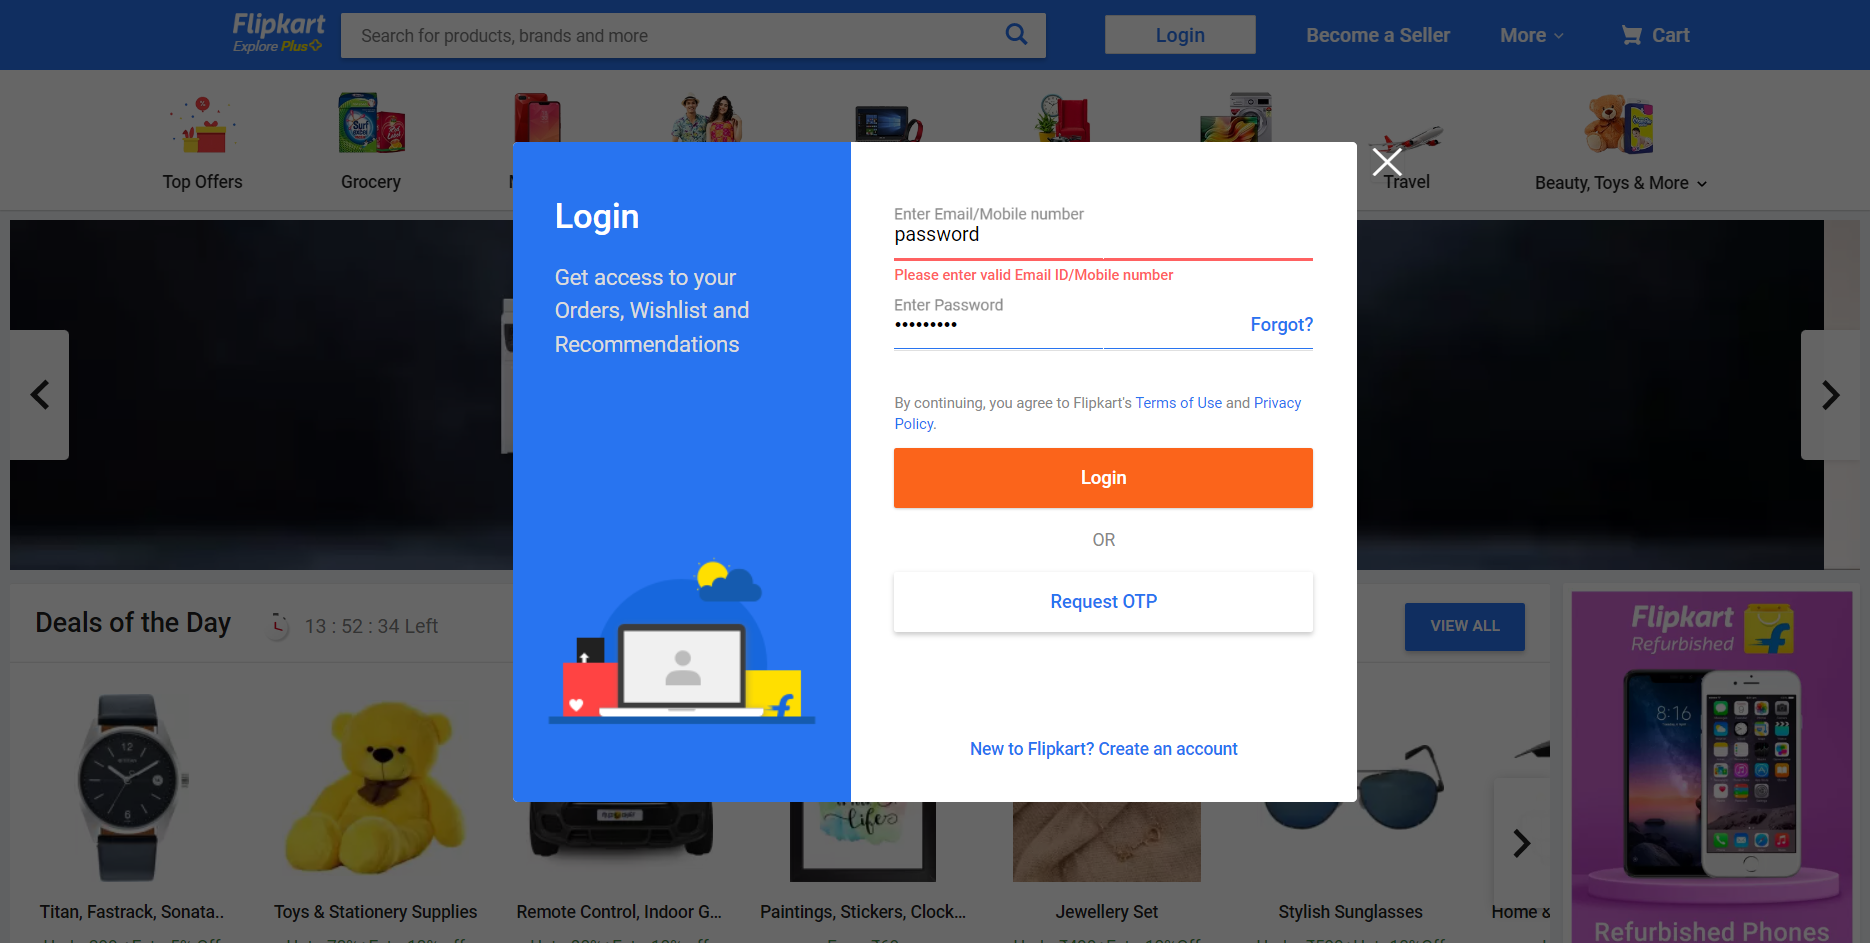 Flipkart
Explore Plus
Search for products, brands and more
Login
Become a Seller
More
Cart
Surf excel
Top Offers
Grocery
Travel
Beauty, Toys & More
Login
Get access to your
Orders, Wishlist and
Recommendations
Enter Email/Mobile number
password
Please enter valid Email ID/Mobile number
Enter Password
•••••••••
Forgot?
By continuing, you agree to Flipkart's Terms of Use and Privacy
Policy.
Login
OR
Request OTP
New to Flipkart? Create an account
Deals of the Day
13 : 52 : 34 Left
VIEW ALL
Flipkart
Refurbished
8:16
12
6
life
Titan, Fastrack, Sonata..
Toys & Stationery Supplies
Remote Control, Indoor G...
Paintings, Stickers, Clock...
Jewellery Set
Stylish Sunglasses
Home &
Refurbished Phones